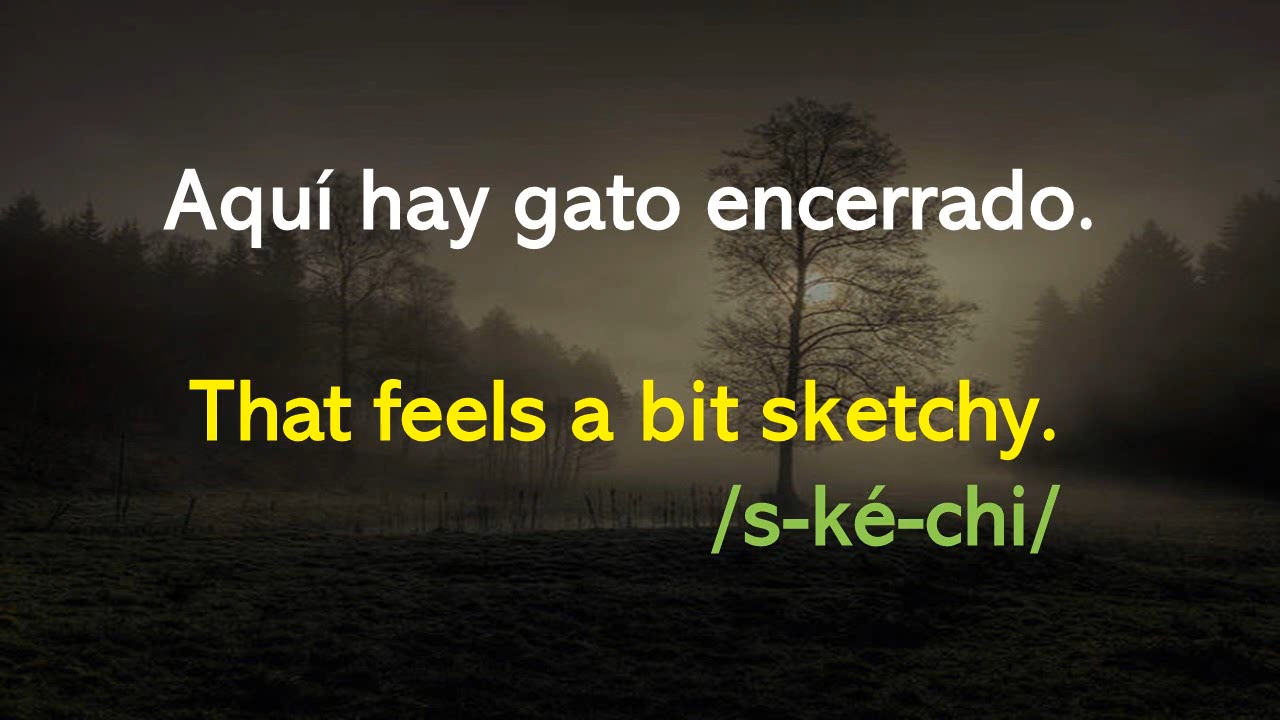 Aquí hay gato encerrado.
That feels a bit sketchy.
/s-ké-chi/